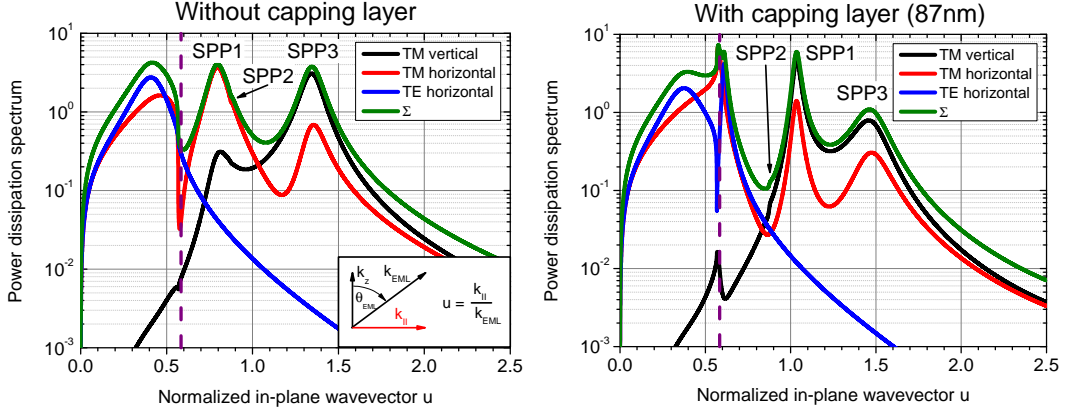 Without capping layer
Power dissipation spectrum
10^1
10^0
10^-1
10^-2
10^-3
SPP1
SPP2
SPP3
TM vertical
TM horizontal
TE horizontal
Σ
k_z
k_EML
θ_EML
k_II
u = k_II / k_EML
0.0 0.5 1.0 1.5 2.0 2.5
Normalized in-plane wavevector u
With capping layer (87nm)
Power dissipation spectrum
10^1
10^0
10^-1
10^-2
10^-3
SPP2
SPP1
SPP3
TM vertical
TM horizontal
TE horizontal
Σ
0.0 0.5 1.0 1.5 2.0 2.5
Normalized in-plane wavevector u